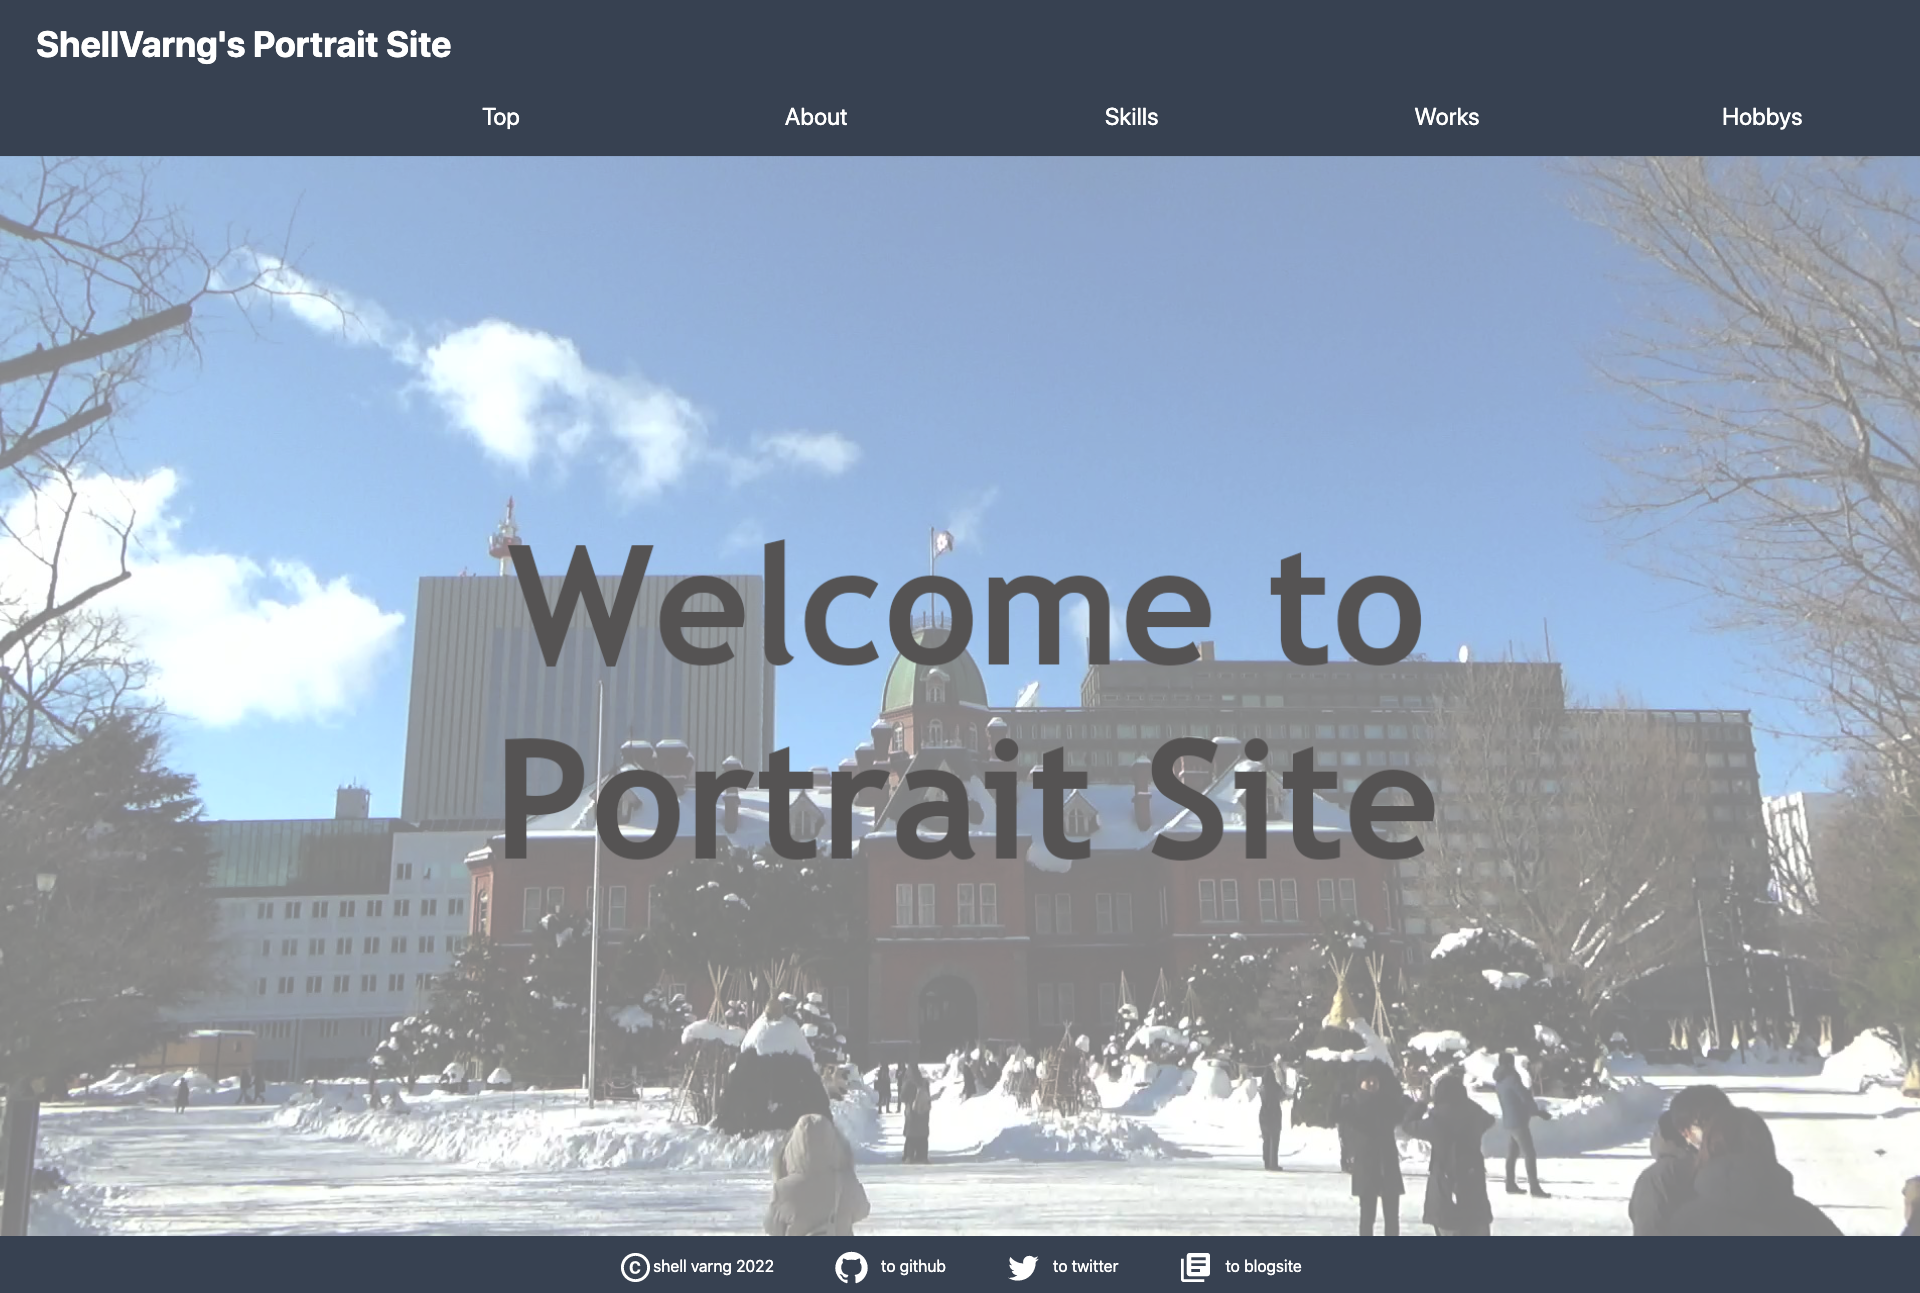 ShellVarng's Portrait Site
Top About Skills Works Hobbys
Welcome to
Portrait Site
© shell varng 2022 to github to twitter to blogsite